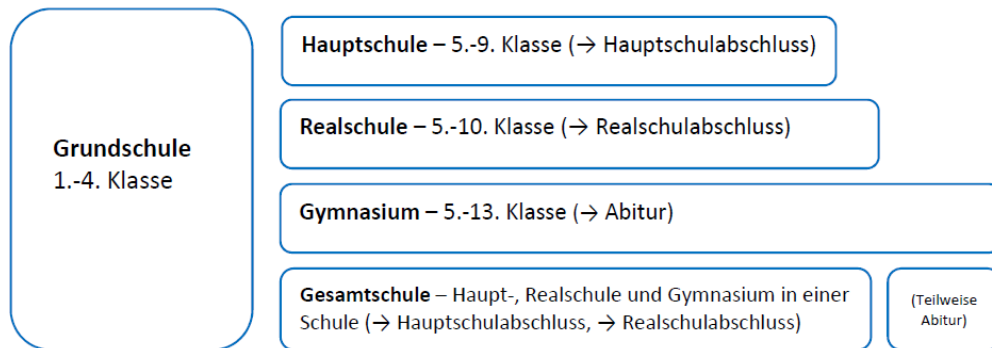 Grundschule
1.-4. Klasse
Hauptschule – 5.-9. Klasse (→ Hauptschulabschluss)
Realschule – 5.-10. Klasse (→ Realschulabschluss)
Gymnasium – 5.-13. Klasse (→ Abitur)
Gesamtschule – Haupt-, Realschule und Gymnasium in einer
Schule (→ Hauptschulabschluss, → Realschulabschluss)
(Teilweise
Abitur)